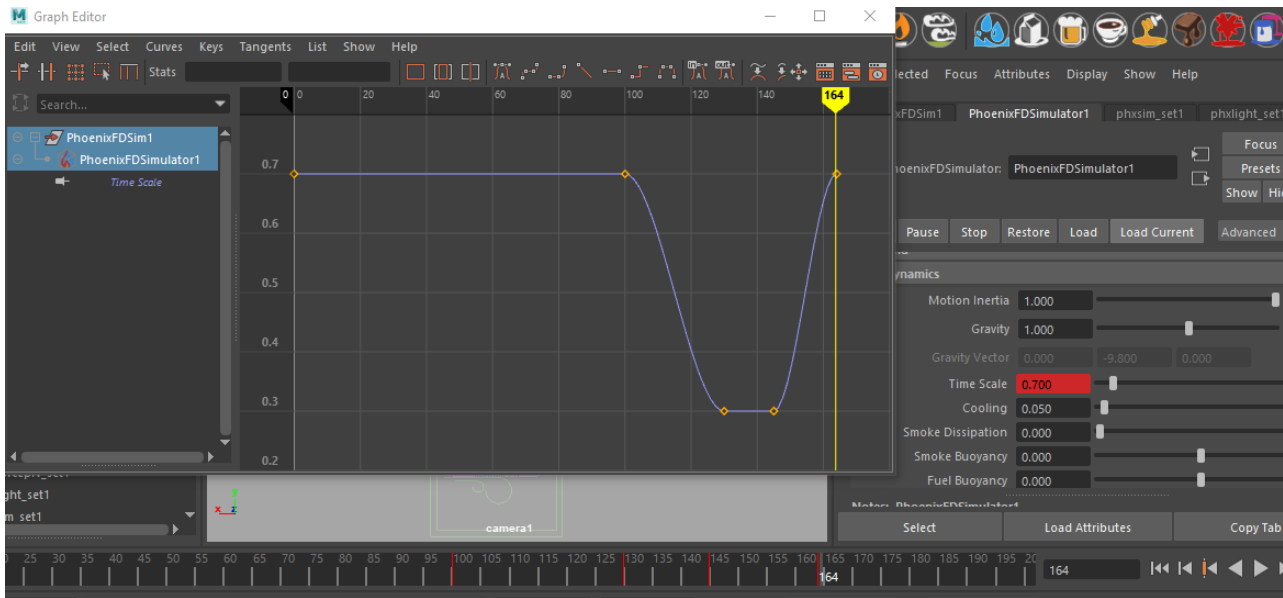 Graph Editor
Edit View Select Curves Keys Tangents List Show Help
Stats
Search...
PhoenixFDSim1
PhoenixFDSimulator1
Time Scale
0 0 20 40 60 80 100 120 140 164
0.7
0.6
0.5
0.4
0.3
0.2
Focus Attributes Display Show Help
PhoenixFDSimulator1 phxsim_set1
PhoenixFDSimulator1
Focus
Presets
Show
Pause Stop Restore Load Load Current Advanced
Motion Inertia 1.000
Gravity 1.000
Gravity Vector 0.000 -9.800 0.000
Time Scale 0.700
Cooling 0.050
Smoke Dissipation 0.000
Smoke Buoyancy 0.000
Fuel Buoyancy 0.000
y
x z
camera1
Select Load Attributes Copy Tab
25 30 35 40 45 50 55 60 65 70 75 80 85 90 95 100 105 110 115 120 125 130 135 140 145 150 155 160 165 170 175 180 185 190 195
164
164